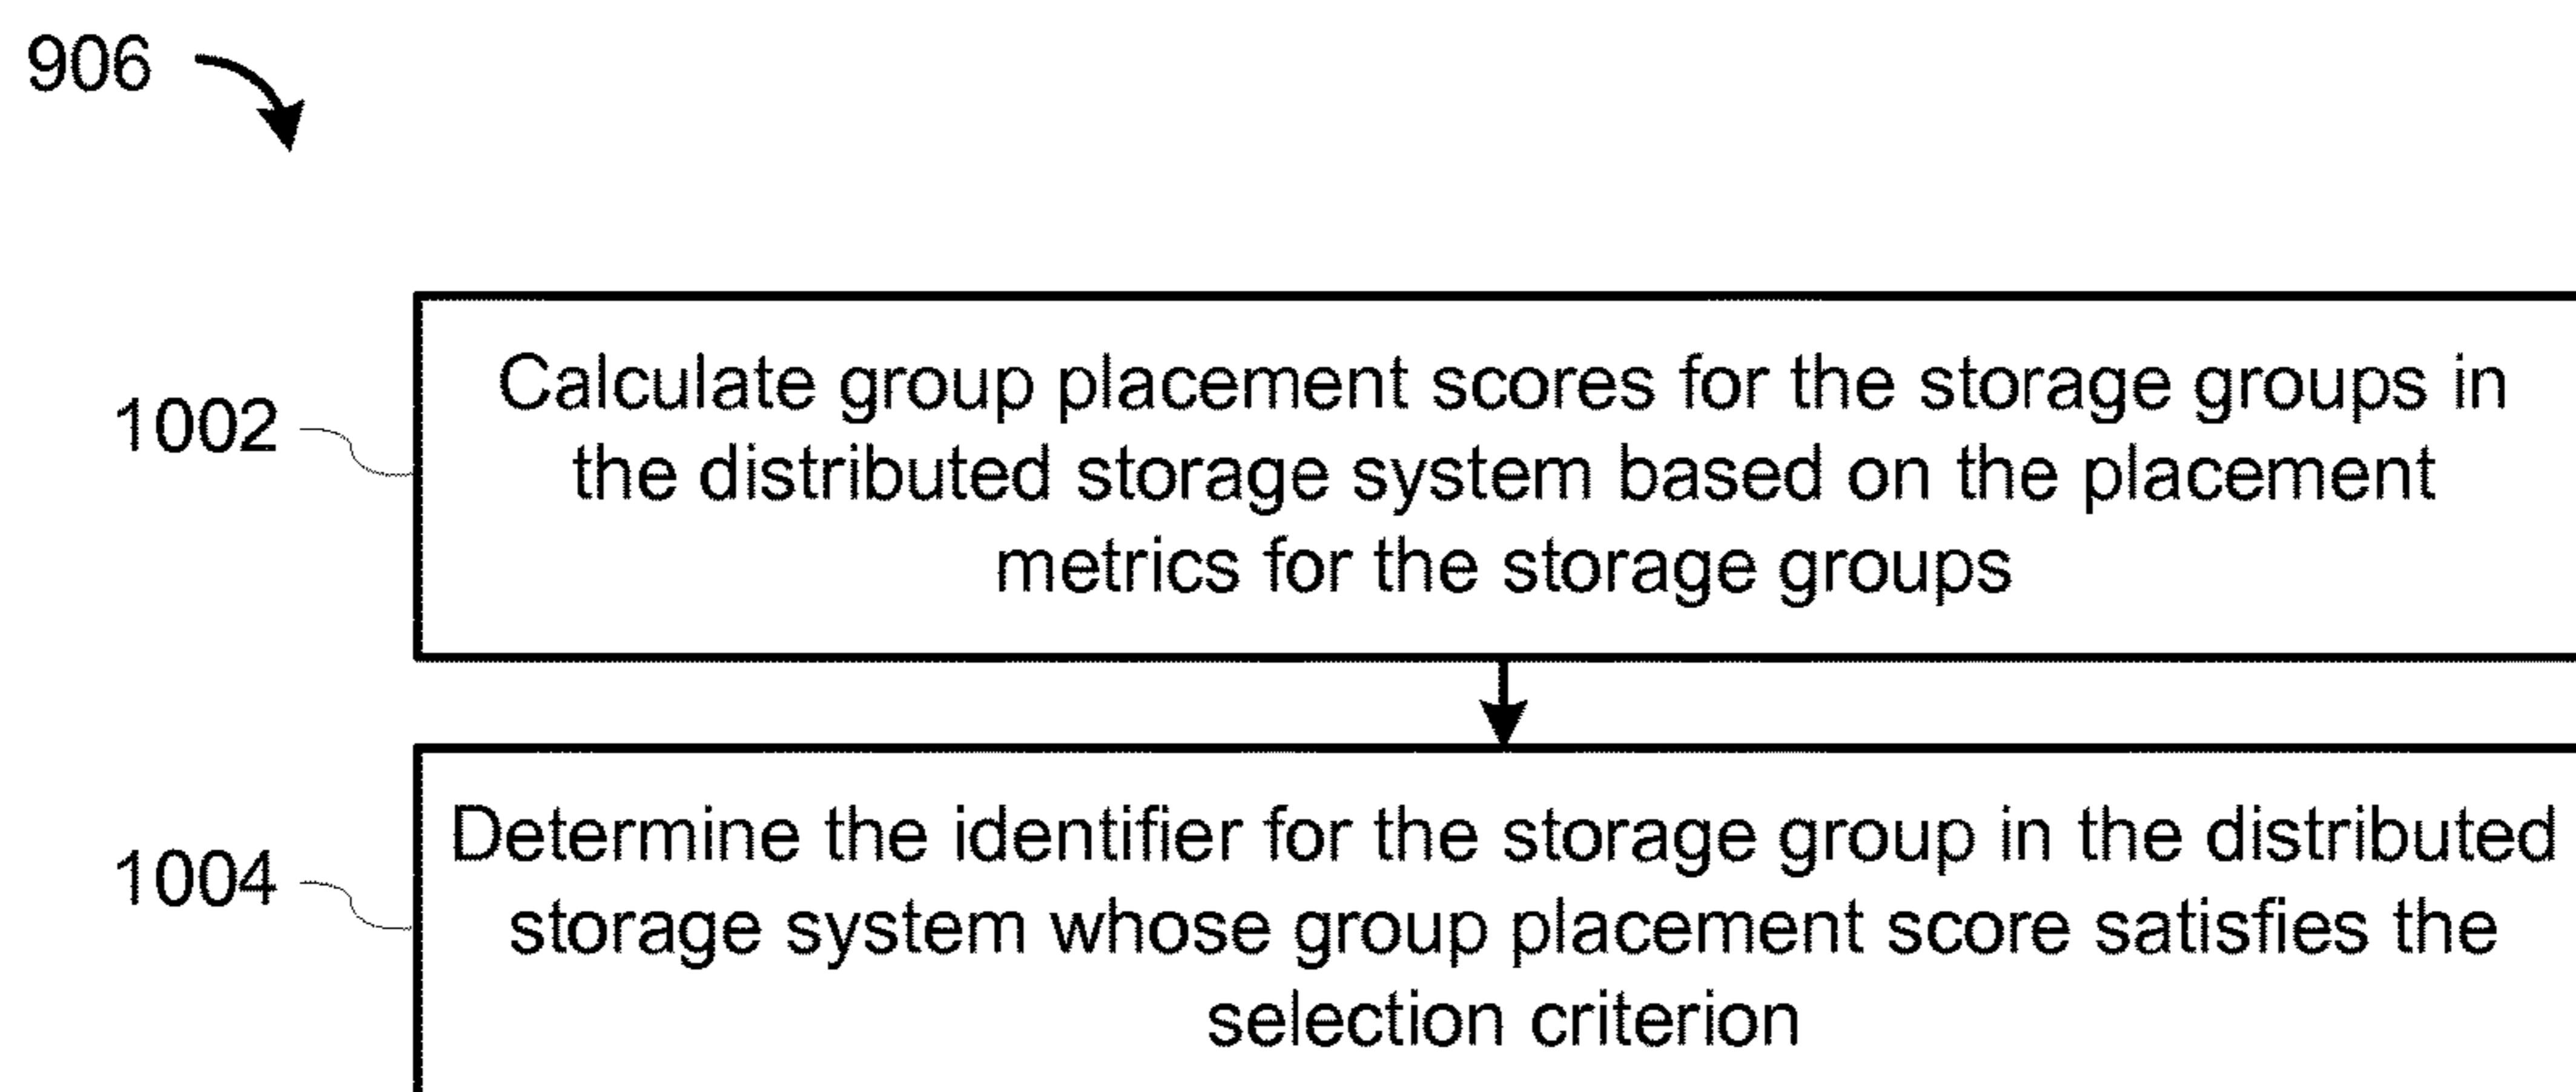 906
1002
Calculate group placement scores for the storage groups in
the distributed storage system based on the placement
metrics for the storage groups
1004
Determine the identifier for the storage group in the distributed
storage system whose group placement score satisfies the
selection criterion